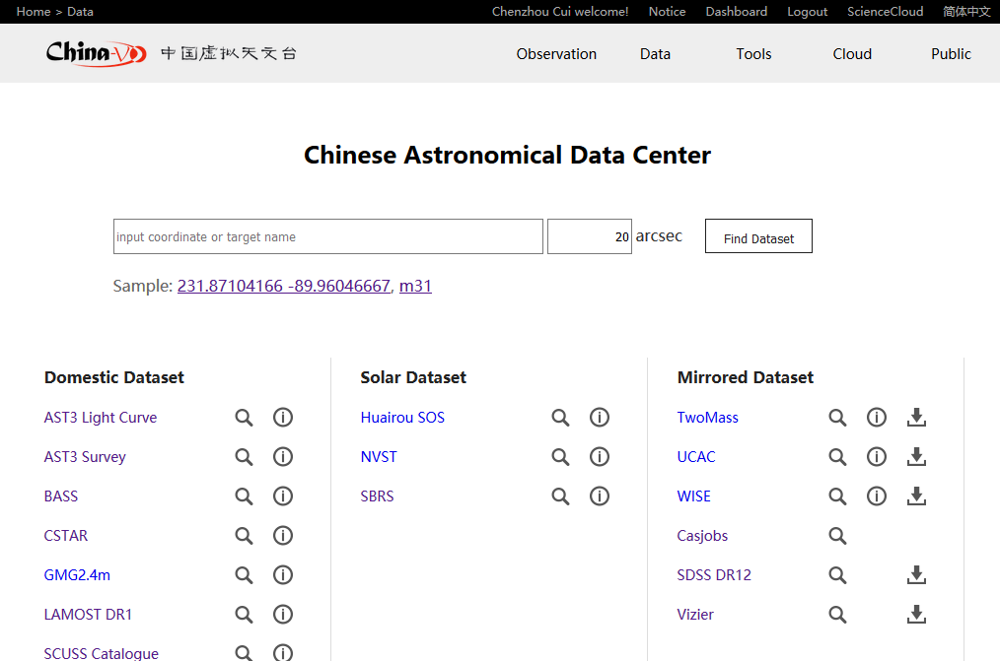 Home > Data Chenzhou Cui welcome! Notice Dashboard Logout ScienceCloud 简体中文
China-VO 中国虚拟天文台 Observation Data Tools Cloud Public
Chinese Astronomical Data Center
input coordinate or target name 20 arcsec Find Dataset
Sample: 231.87104166 -89.96046667, m31
Domestic Dataset
AST3 Light Curve
AST3 Survey
BASS
CSTAR
GMG2.4m
LAMOST DR1
SCUSS Catalogue
Solar Dataset
Huairou SOS
NVST
SBRS
Mirrored Dataset
TwoMass
UCAC
WISE
Casjobs
SDSS DR12
Vizier